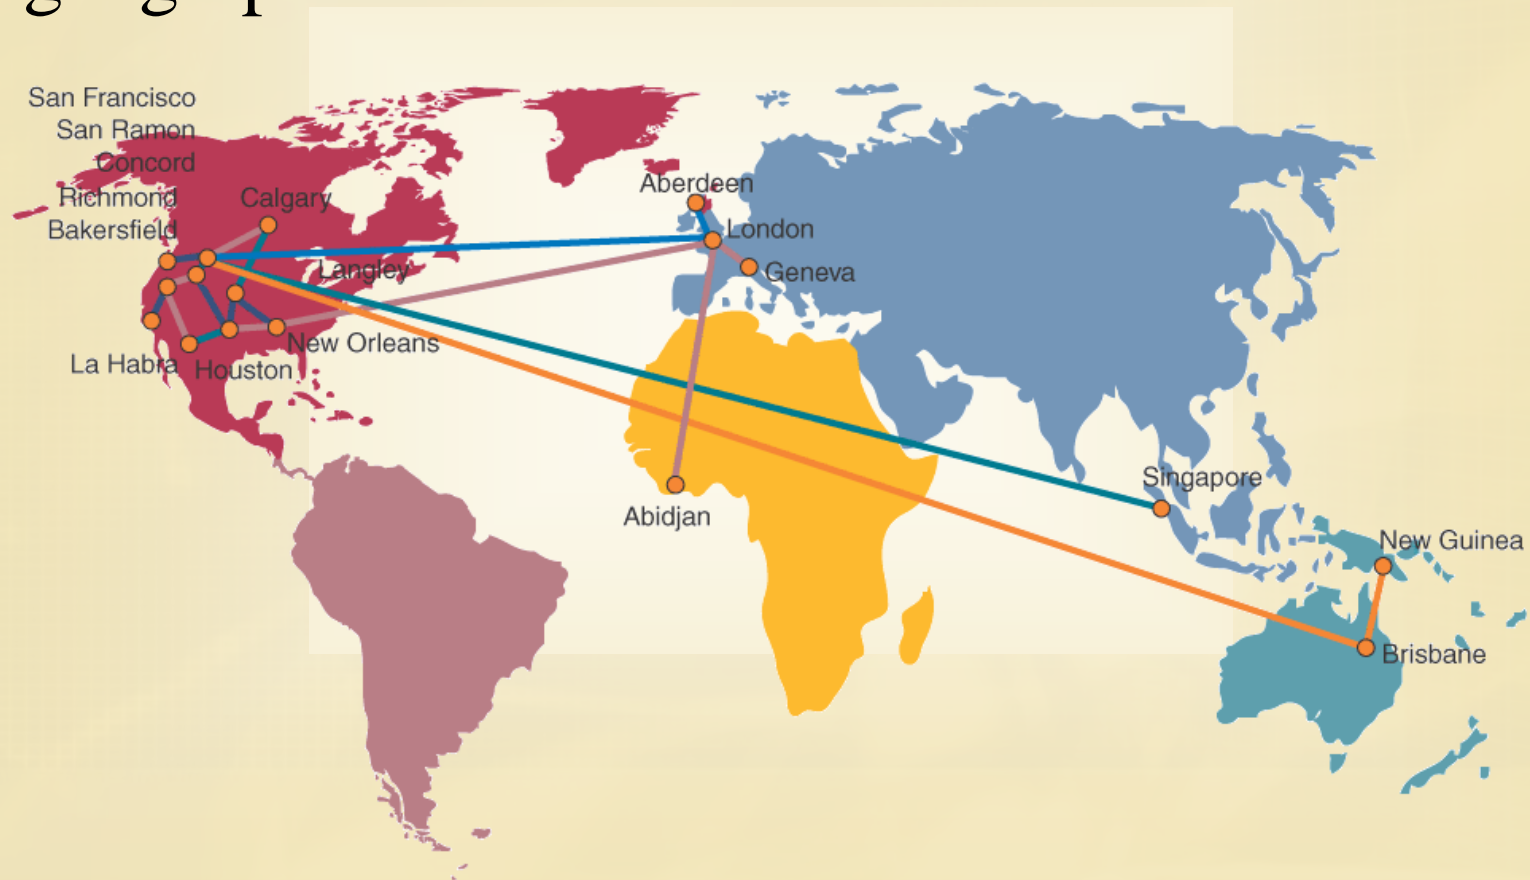 San Francisco
San Ramon
Concord
Richmond
Bakersfield
Calgary
Aberdeen
London
Langley
Geneva
New Orleans
La Habra
Houston
Singapore
Abidjan
New Guinea
Brisbane